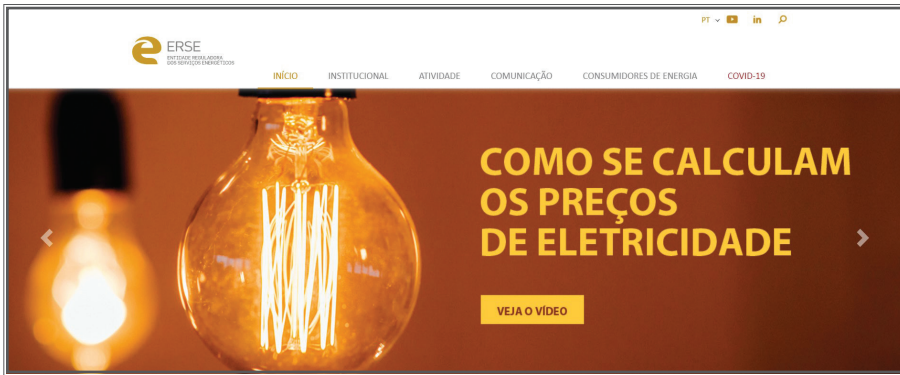 PT
ERSE
ENTIDADE REGULADORA
DOS SERVIÇOS ENERGÉTICOS
INÍCIO INSTITUCIONAL ATIVIDADE COMUNICAÇÃO CONSUMIDORES DE ENERGIA COVID-19
COMO SE CALCULAM
OS PREÇOS
DE ELETRICIDADE
VEJA O VÍDEO